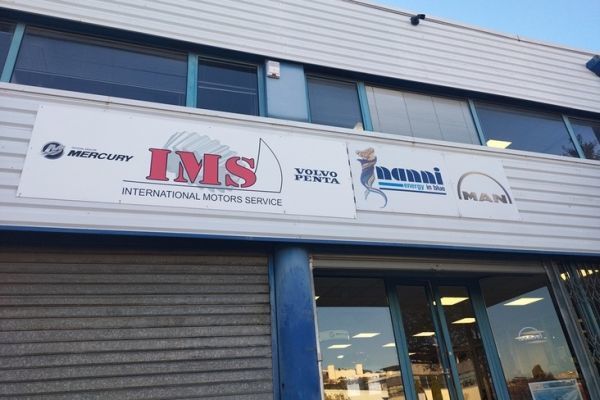 MERCURY
IMS
INTERNATIONAL MOTORS SERVICE
VOLVO
PENTA
nanni
energy in blue
MAN